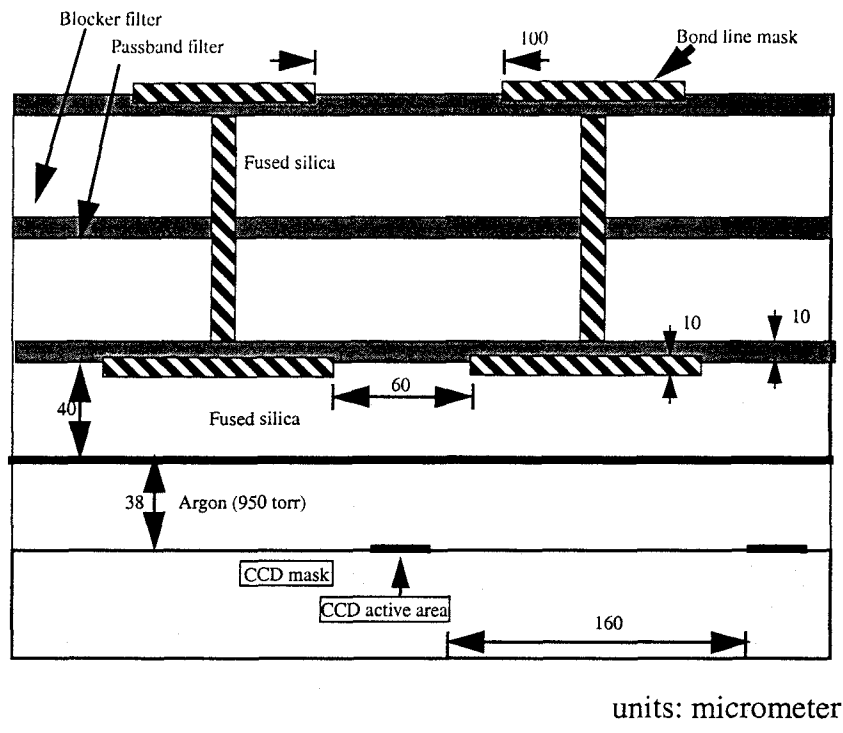 Blocker filter
Passband filter
100
Bond line mask
Fused silica
10
10
60
40
Fused silica
38
Argon (950 torr)
CCD mask
CCD active area
160
units: micrometer